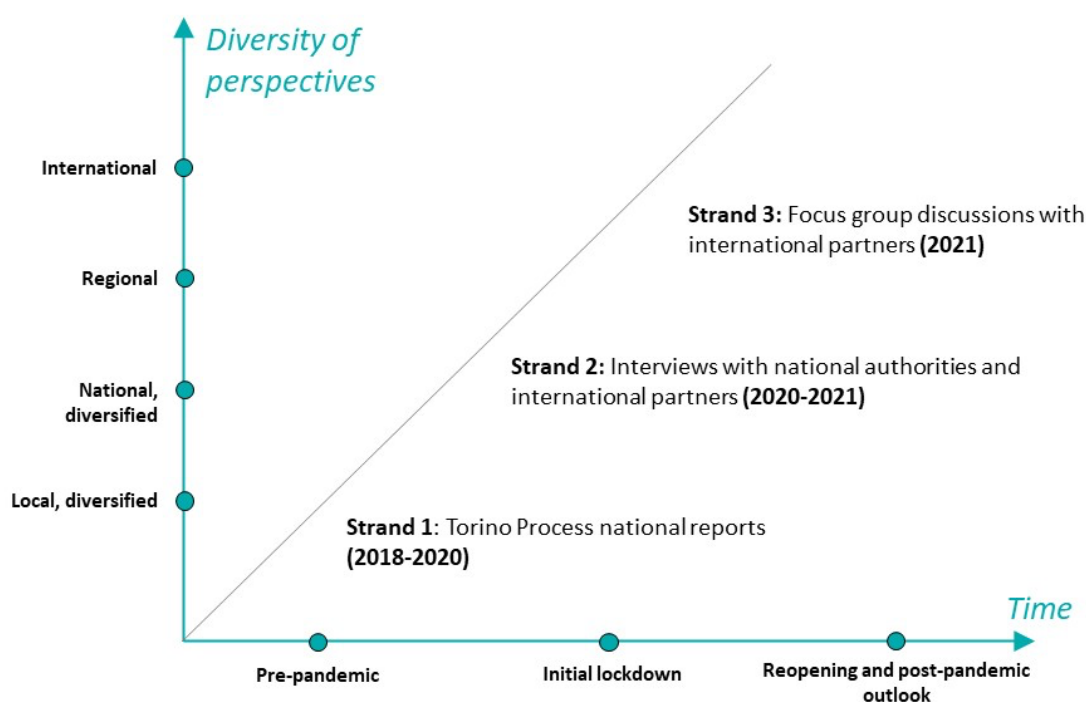 Diversity of
perspectives
International
Regional
National,
diversified
Local, diversified
Strand 3: Focus group discussions with
international partners (2021)
Strand 2: Interviews with national authorities and
international partners (2020-2021)
Strand 1: Torino Process national reports
(2018-2020)
Time
Pre-pandemic
Initial lockdown
Reopening and post-pandemic
outlook